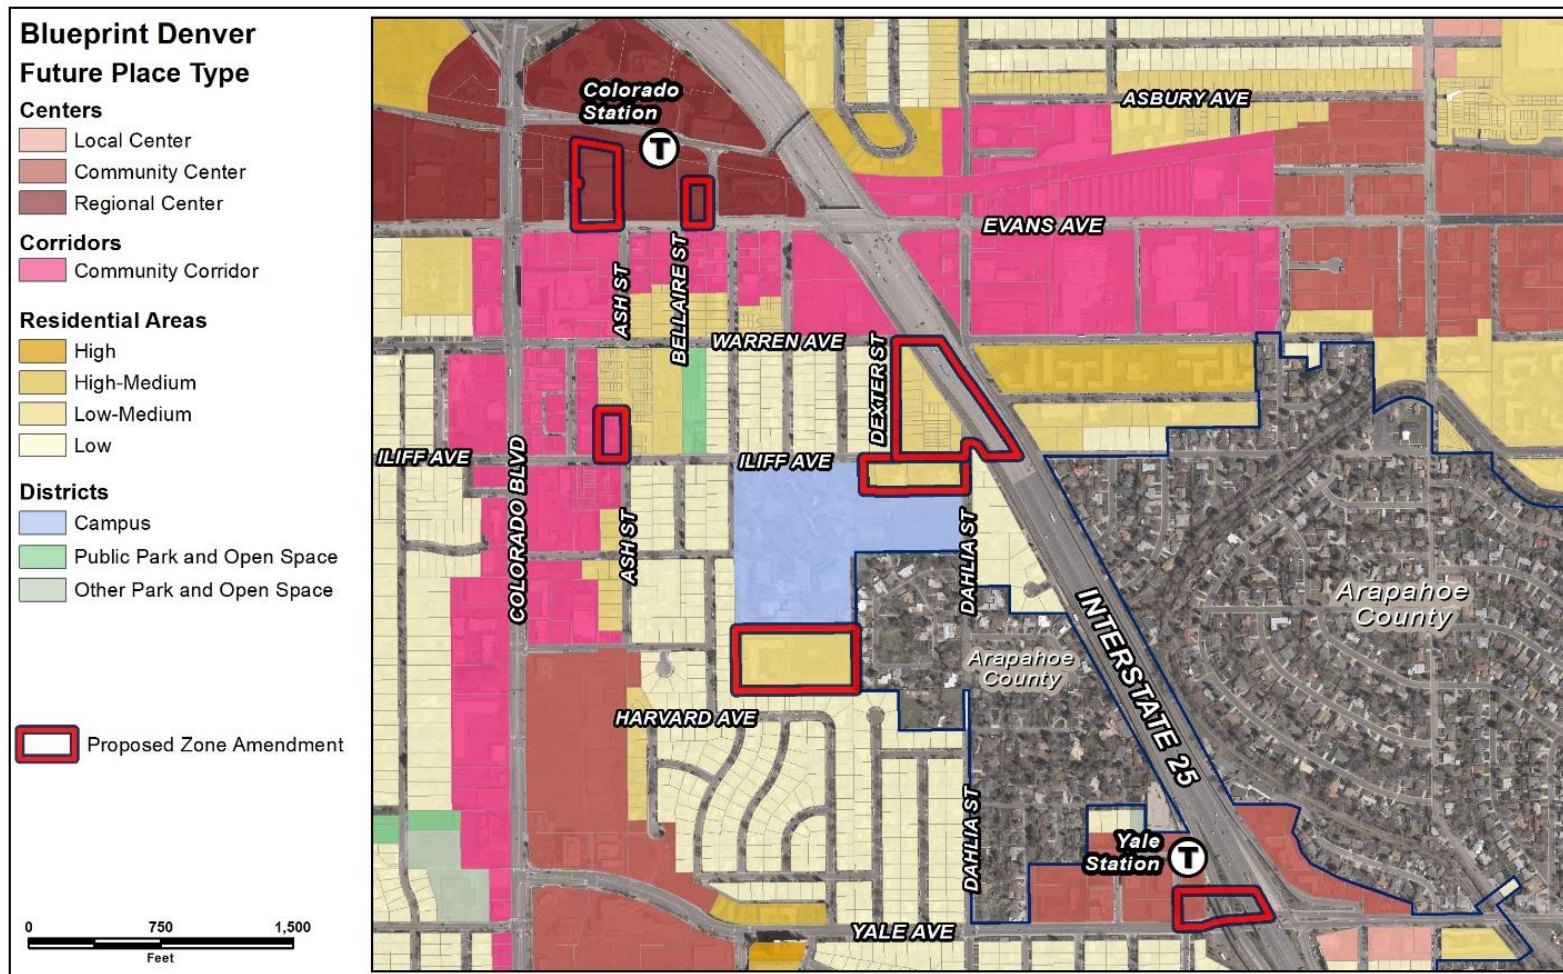 Blueprint Denver
Future Place Type
Centers
Local Center
Community Center
Regional Center
Corridors
Community Corridor
Residential Areas
High
High-Medium
Low-Medium
Low
Districts
Campus
Public Park and Open Space
Other Park and Open Space
Proposed Zone Amendment
0 750 1,500
Feet
Colorado
Station
T
ASBURY AVE
EVANS AVE
ASH ST
BELLAIRE ST
WARREN AVE
DEXTER ST
ILIFF AVE
COLORADO BLVD
ILIFF AVE
ASH ST
DAHLIA ST
INTERSTATE 25
Arapahoe
County
Arapahoe
County
HARVARD AVE
DAHLIA ST
Yale
Station
T
YALE AVE